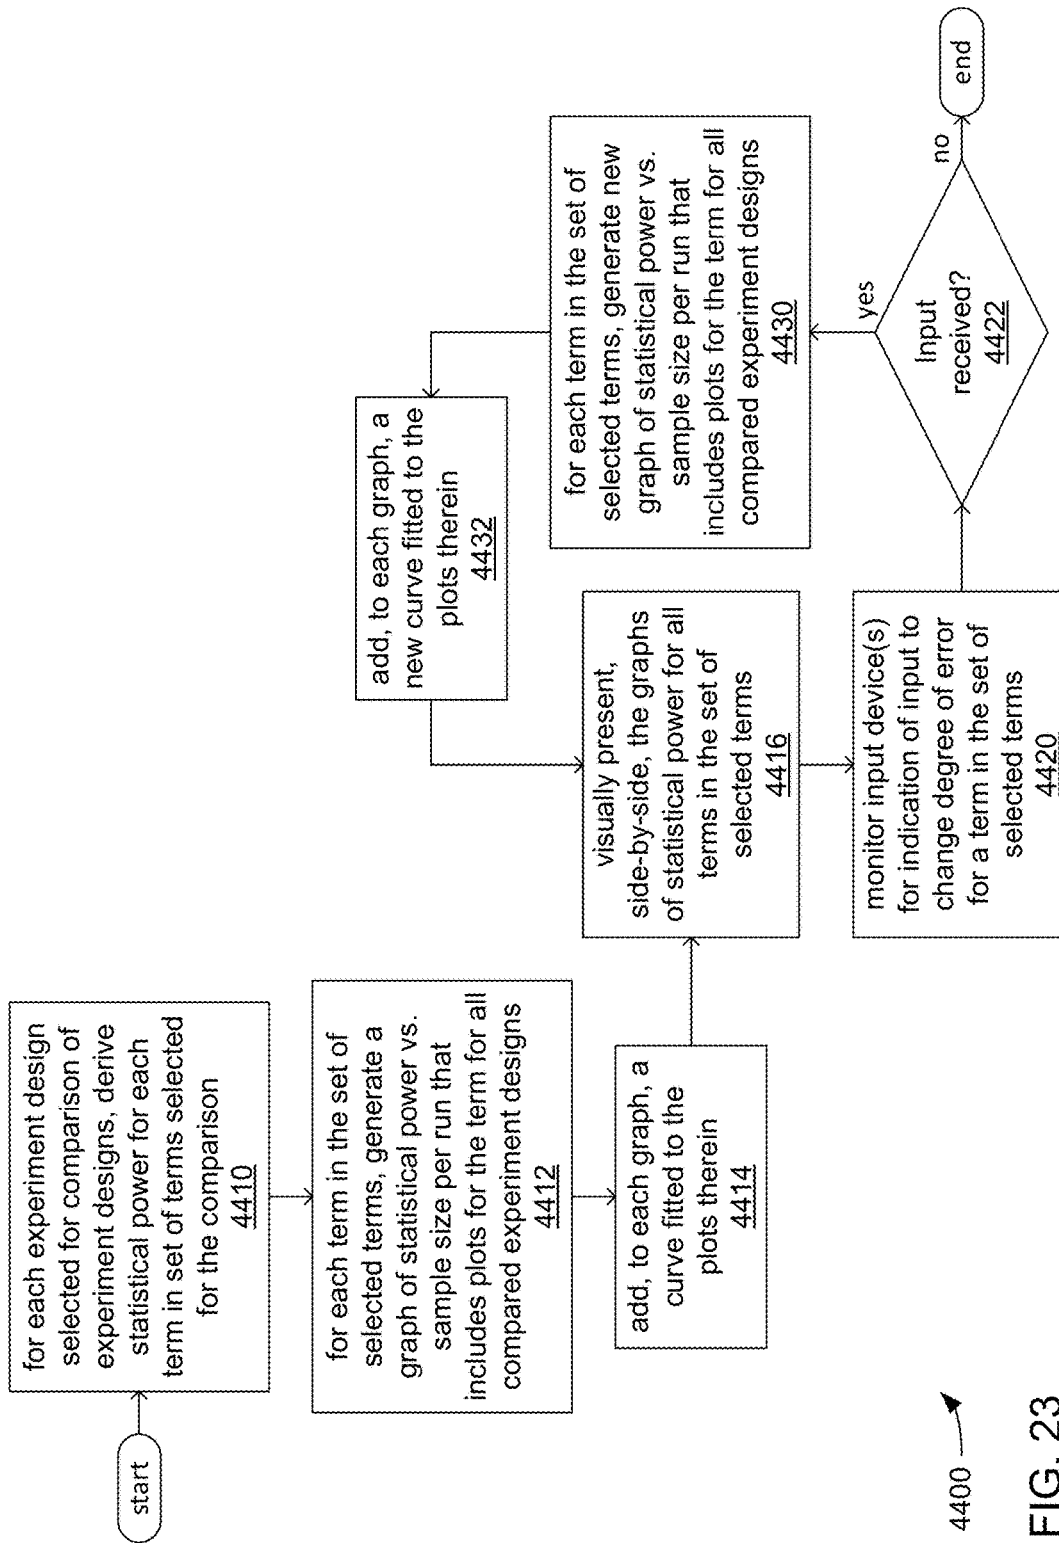 start
for each experiment design
selected for comparison of
experiment designs, derive
statistical power for each
term in set of terms selected
for the comparison
4410
for each term in the set of
selected terms, generate a
graph of statistical power vs.
sample size per run that
includes plots for the term for all
compared experiment designs
4412
add, to each graph, a
curve fitted to the
plots therein
4414
visually present,
side-by-side, the graphs
of statistical power for all
terms in the set of
selected terms
4416
monitor input device(s)
for indication of input to
change degree of error
for a term in the set of
selected terms
4420
Input
received?
4422
yes
no
end
for each term in the set of
selected terms, generate new
graph of statistical power vs.
sample size per run that
includes plots for the term for all
compared experiment designs
4430
add, to each graph, a
new curve fitted to the
plots therein
4432
4400
FIG. 23